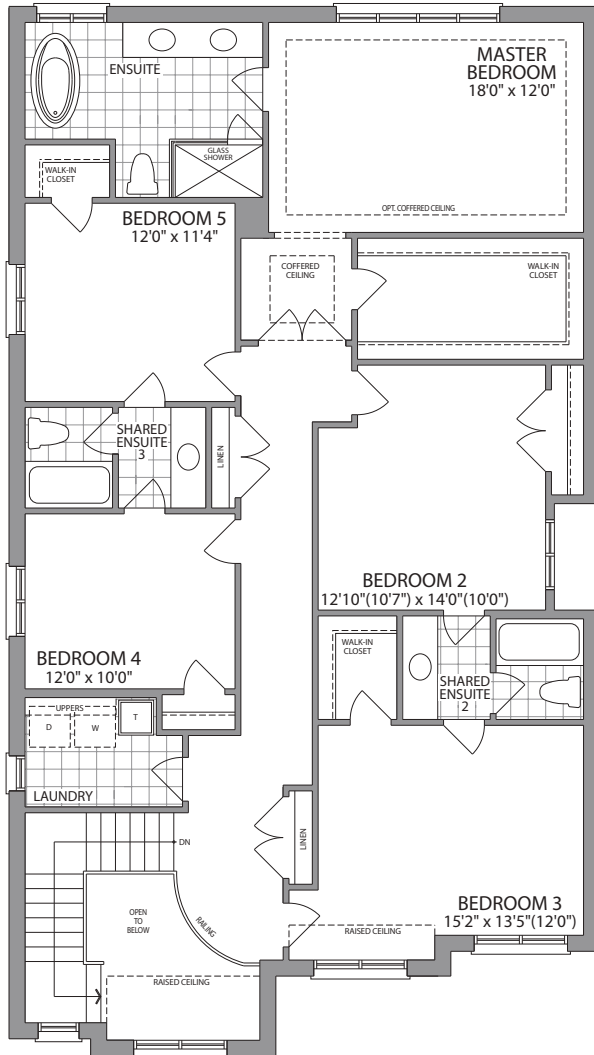 ENSUITE
MASTER
BEDROOM
18'0" x 12'0"
GLASS
SHOWER
WALK-IN
CLOSET
OPT. COFFERED CEILING
BEDROOM 5
12'0" x 11'4"
COFFERED
CEILING
WALK-IN
CLOSET
SHARED
ENSUITE
3
LINEN
BEDROOM 2
12'10"(10'7") x 14'0"(10'0")
BEDROOM 4
12'0" x 10'0"
WALK-IN
CLOSET
SHARED
ENSUITE
2
UPPERS
D
W
T
LAUNDRY
DN
LINEN
OPEN
TO
BELOW
RAILING
BEDROOM 3
15'2" x 13'5"(12'0")
RAISED CEILING
RAISED CEILING